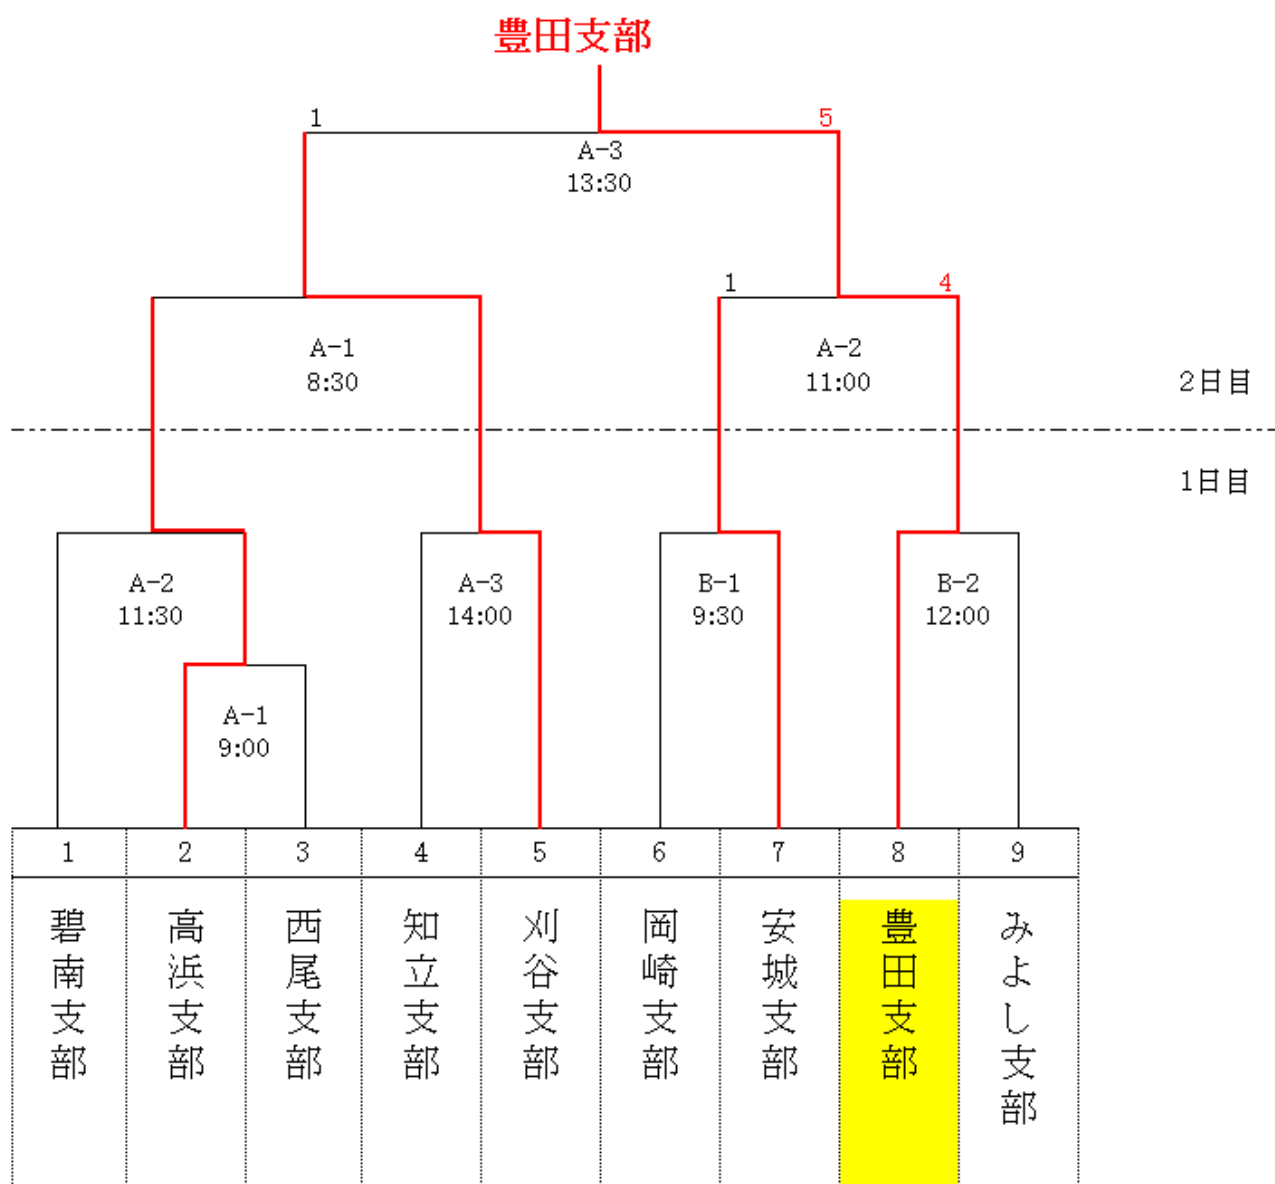 豊田支部
1
5
A-3
13:30
1
4
A-1
8:30
A-2
11:00
2日目
1日目
A-2
11:30
A-3
14:00
B-1
9:30
B-2
12:00
A-1
9:00
1 2 3 4 5 6 7 8 9
碧南支部
高浜支部
西尾支部
知立支部
刈谷支部
岡崎支部
安城支部
豊田支部
みよし支部